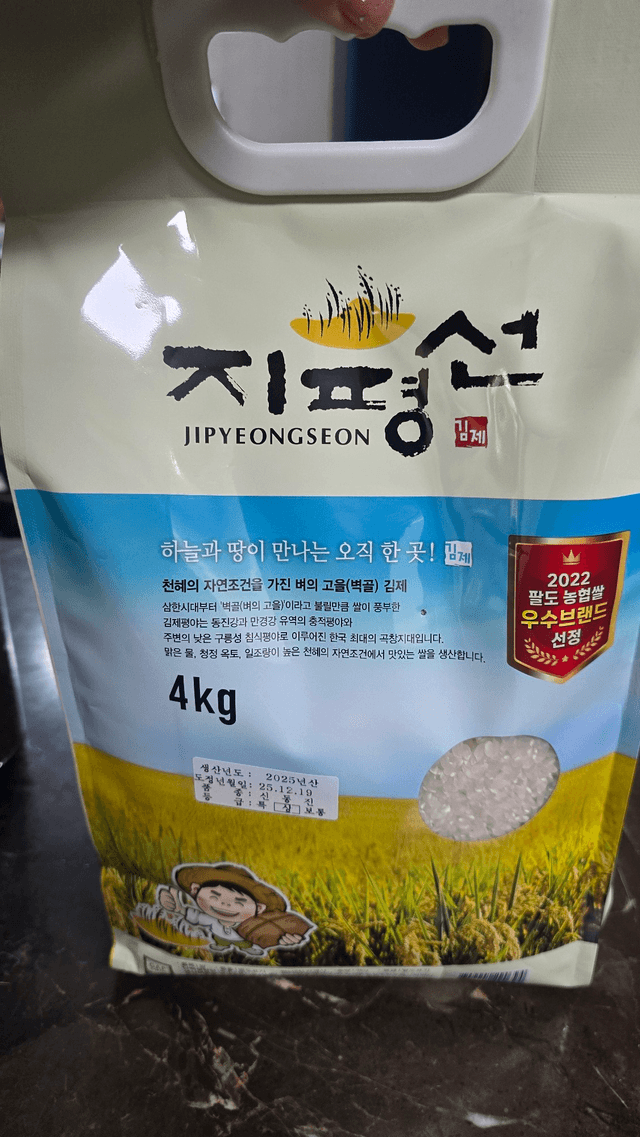 지평선
JIPYEONGSEON
김제
하늘과 땅이 만나는 오직 한 곳! 김제
천혜의 자연조건을 가진 벼의 고을(벽골) 김제
삼한시대부터 '벽골(벼의 고을)'이라고 불릴만큼 쌀이 풍부한
김제평야는 동진강과 만경강 유역의 충적평야와
주변의 낮은 구릉성 침식평야로 이루어진 한국 최대의 곡창지대입니다.
맑은 물, 청정 옥토, 일조량이 높은 천혜의 자연조건에서 맛있는 쌀을 생산합니다.
2022
팔도 농협쌀
우수브랜드
선정
4kg
생산년도 : 2025년산
도정년월일: 25.12.19
품 종 : 신 동 진
등 급 : 특 상 보통